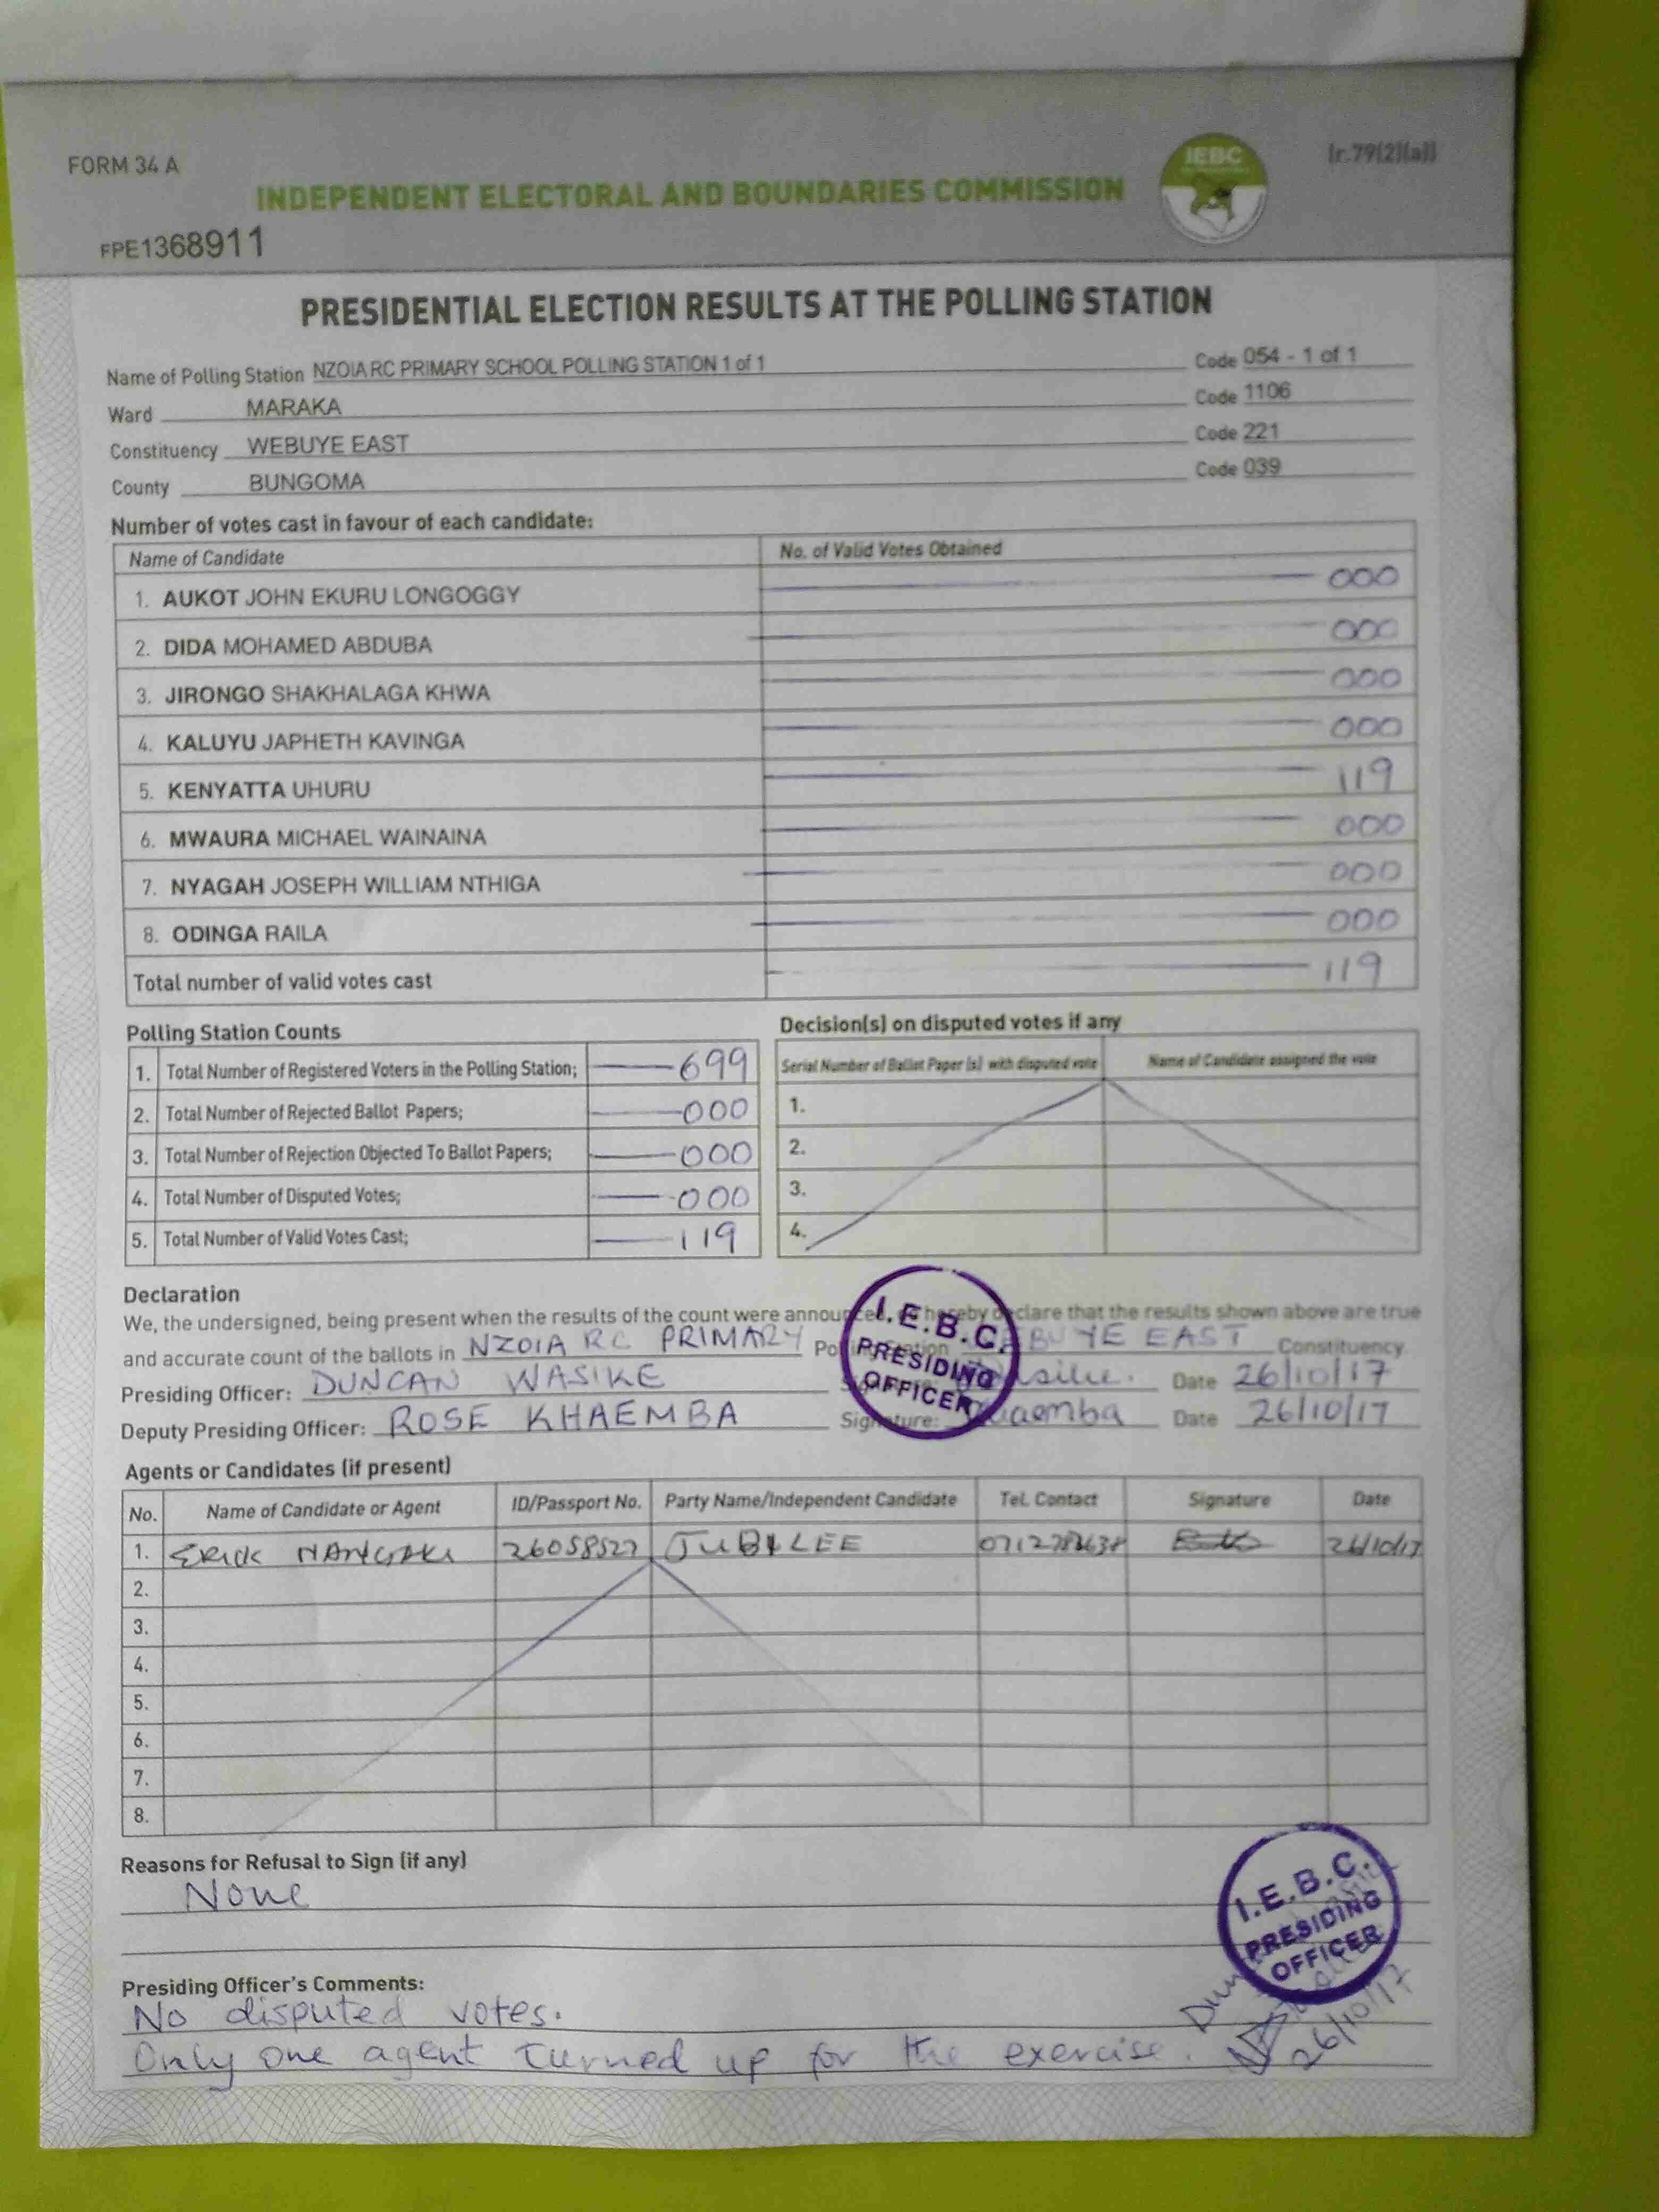 FORM 34 A
IEBC
(r.79(2)(a))
INDEPENDENT ELECTORAL AND BOUNDARIES COMMISSION
FPE1368911
PRESIDENTIAL ELECTION RESULTS AT THE POLLING STATION
Name of Polling Station NZOIA RC PRIMARY SCHOOL POLLING STATION 1 of 1 Code 054 - 1 of 1
Ward MARAKA Code 1106
Constituency WEBUYE EAST Code 221
County BUNGOMA Code 039
Number of votes cast in favour of each candidate:
Name of Candidate No. of Valid Votes Obtained
1. AUKOT JOHN EKURU LONGOGGY 000
2. DIDA MOHAMED ABDUBA 000
3. JIRONGO SHAKHALAGA KHWA 000
4. KALUYU JAPHETH KAVINGA 000
5. KENYATTA UHURU 119
6. MWAURA MICHAEL WAINAINA 000
7. NYAGAH JOSEPH WILLIAM NTHIGA 000
8. ODINGA RAILA 000
Total number of valid votes cast 119
Polling Station Counts
1. Total Number of Registered Voters in the Polling Station; 699
2. Total Number of Rejected Ballot Papers; 000
3. Total Number of Rejection Objected To Ballot Papers; 000
4. Total Number of Disputed Votes; 000
5. Total Number of Valid Votes Cast; 119
Decision(s) on disputed votes if any
Serial Number of Ballot Paper (s) with disputed vote Name of Candidate assigned the vote
1.
2.
3.
4.
Declaration
We, the undersigned, being present when the results of the count were announced, do hereby declare that the results shown above are true
and accurate count of the ballots in NZOIA RC PRIMARY Polling Station WEBUYE EAST Constituency
Presiding Officer: DUNCAN WASIKE Date 26/10/17
Deputy Presiding Officer: ROSE KHAEMBA Signature: Khaemba Date 26/10/17
I.E.B.C.
PRESIDING
OFFICER
Agents or Candidates (if present)
No. Name of Candidate or Agent ID/Passport No. Party Name/Independent Candidate Tel. Contact Signature Date
1. ERICK 26058527 JUBILEE 26/10/17
2.
3.
4.
5.
6.
7.
8.
Reasons for Refusal to Sign (if any)
None
I.E.B.C.
PRESIDING
OFFICER
26/10/17
Presiding Officer's Comments:
No disputed votes.
Only one agent turned up for the exercise.